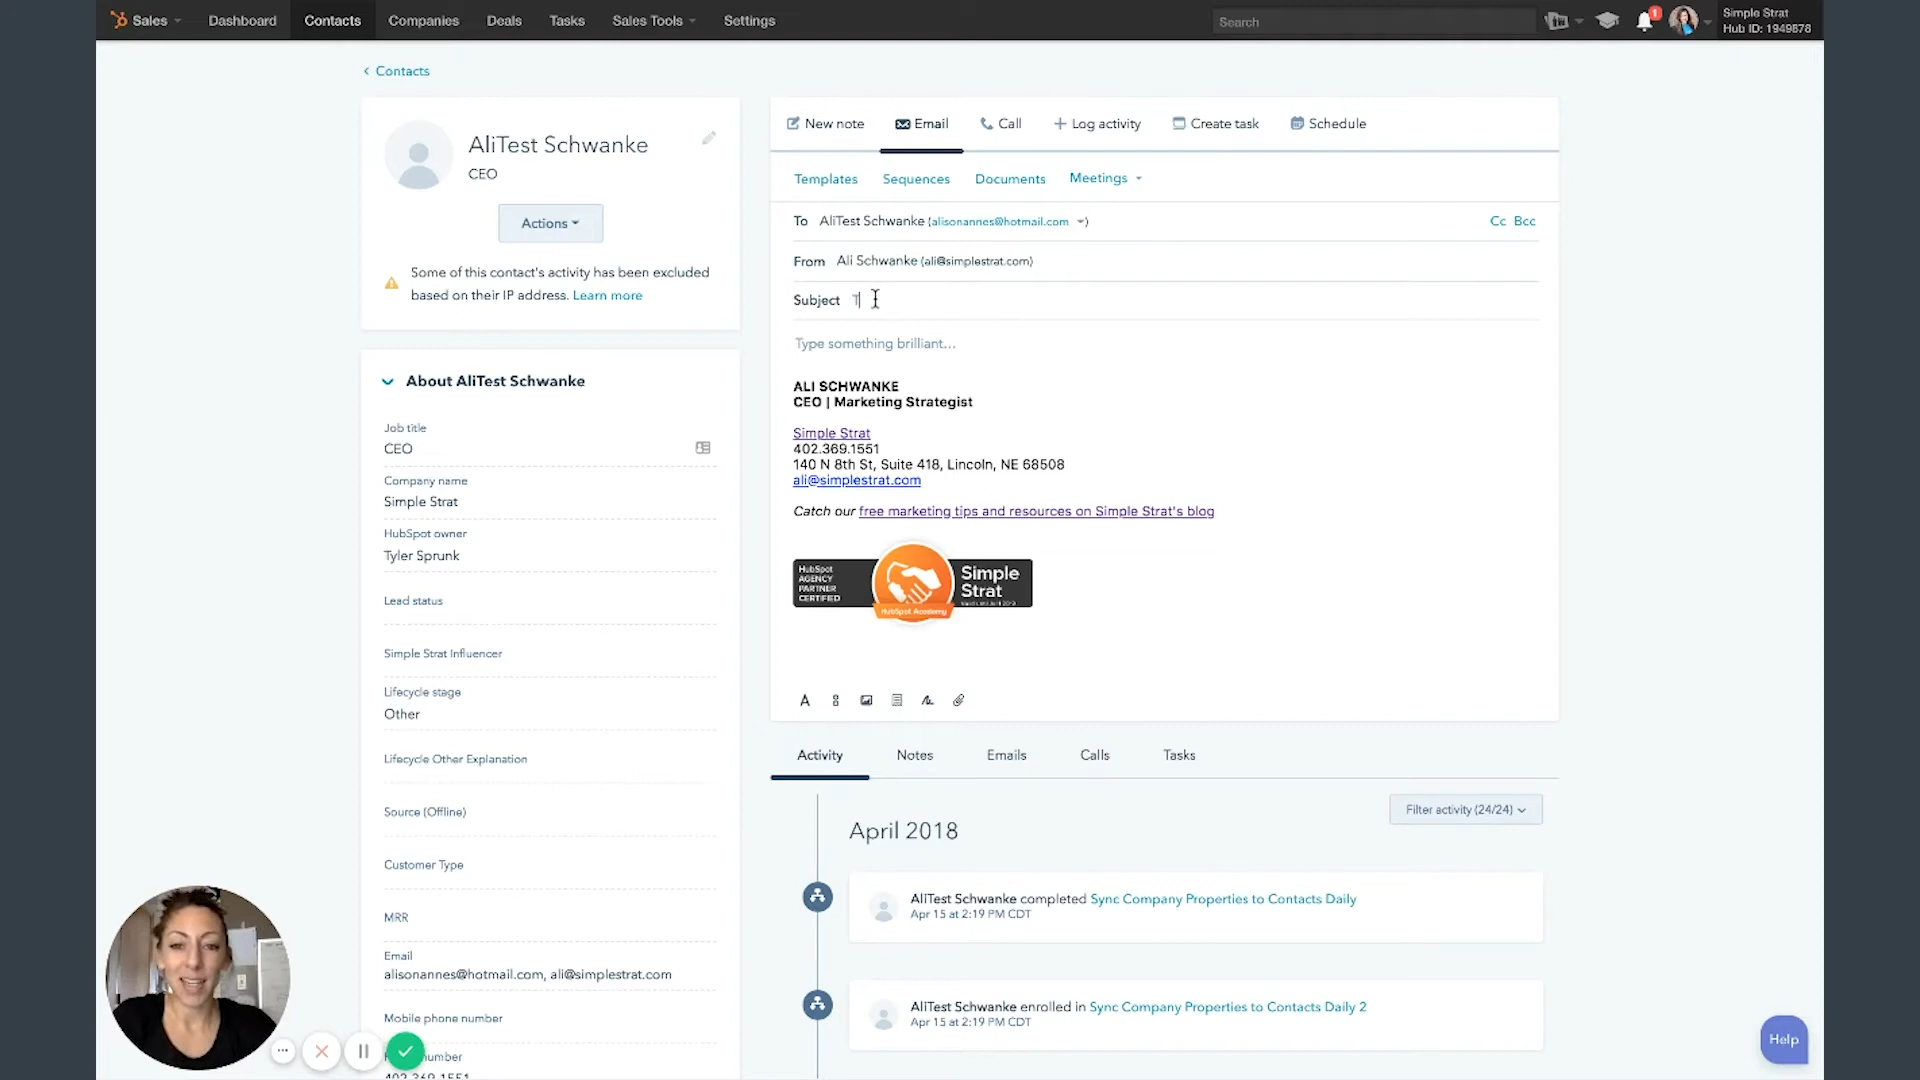 Sales
Dashboard
Contacts
Companies
Deals
Tasks
Sales Tools
Settings
Search
1
Simple Strat
Hub ID: 1949578
Contacts
AliTest Schwanke
CEO
Actions
Some of this contact's activity has been excluded
based on their IP address. Learn more
About AliTest Schwanke
Job title
CEO
Company name
Simple Strat
HubSpot owner
Tyler Sprunk
Lead status
Simple Strat Influencer
Lifecycle stage
Other
Lifecycle Other Explanation
Source (Offline)
Customer Type
MRR
Email
alisonannes@hotmail.com, ali@simplestrat.com
Mobile phone number
number
402.369.1551
New note
Email
Call
Log activity
Create task
Schedule
Templates
Sequences
Documents
Meetings
To AliTest Schwanke (alisonannes@hotmail.com )
Cc Bcc
From Ali Schwanke (ali@simplestrat.com)
Subject T
Type something brilliant...
ALI SCHWANKE
CEO | Marketing Strategist
Simple Strat
402.369.1551
140 N 8th St, Suite 418, Lincoln, NE 68508
ali@simplestrat.com
Catch our free marketing tips and resources on Simple Strat's blog
HubSpot
AGENCY
PARTNER
CERTIFIED
HubSpot Academy
Simple
Strat
Activity
Notes
Emails
Calls
Tasks
Filter activity (24/24)
April 2018
AliTest Schwanke completed Sync Company Properties to Contacts Daily
Apr 15 at 2:19 PM CDT
AliTest Schwanke enrolled in Sync Company Properties to Contacts Daily 2
Apr 15 at 2:19 PM CDT
Help